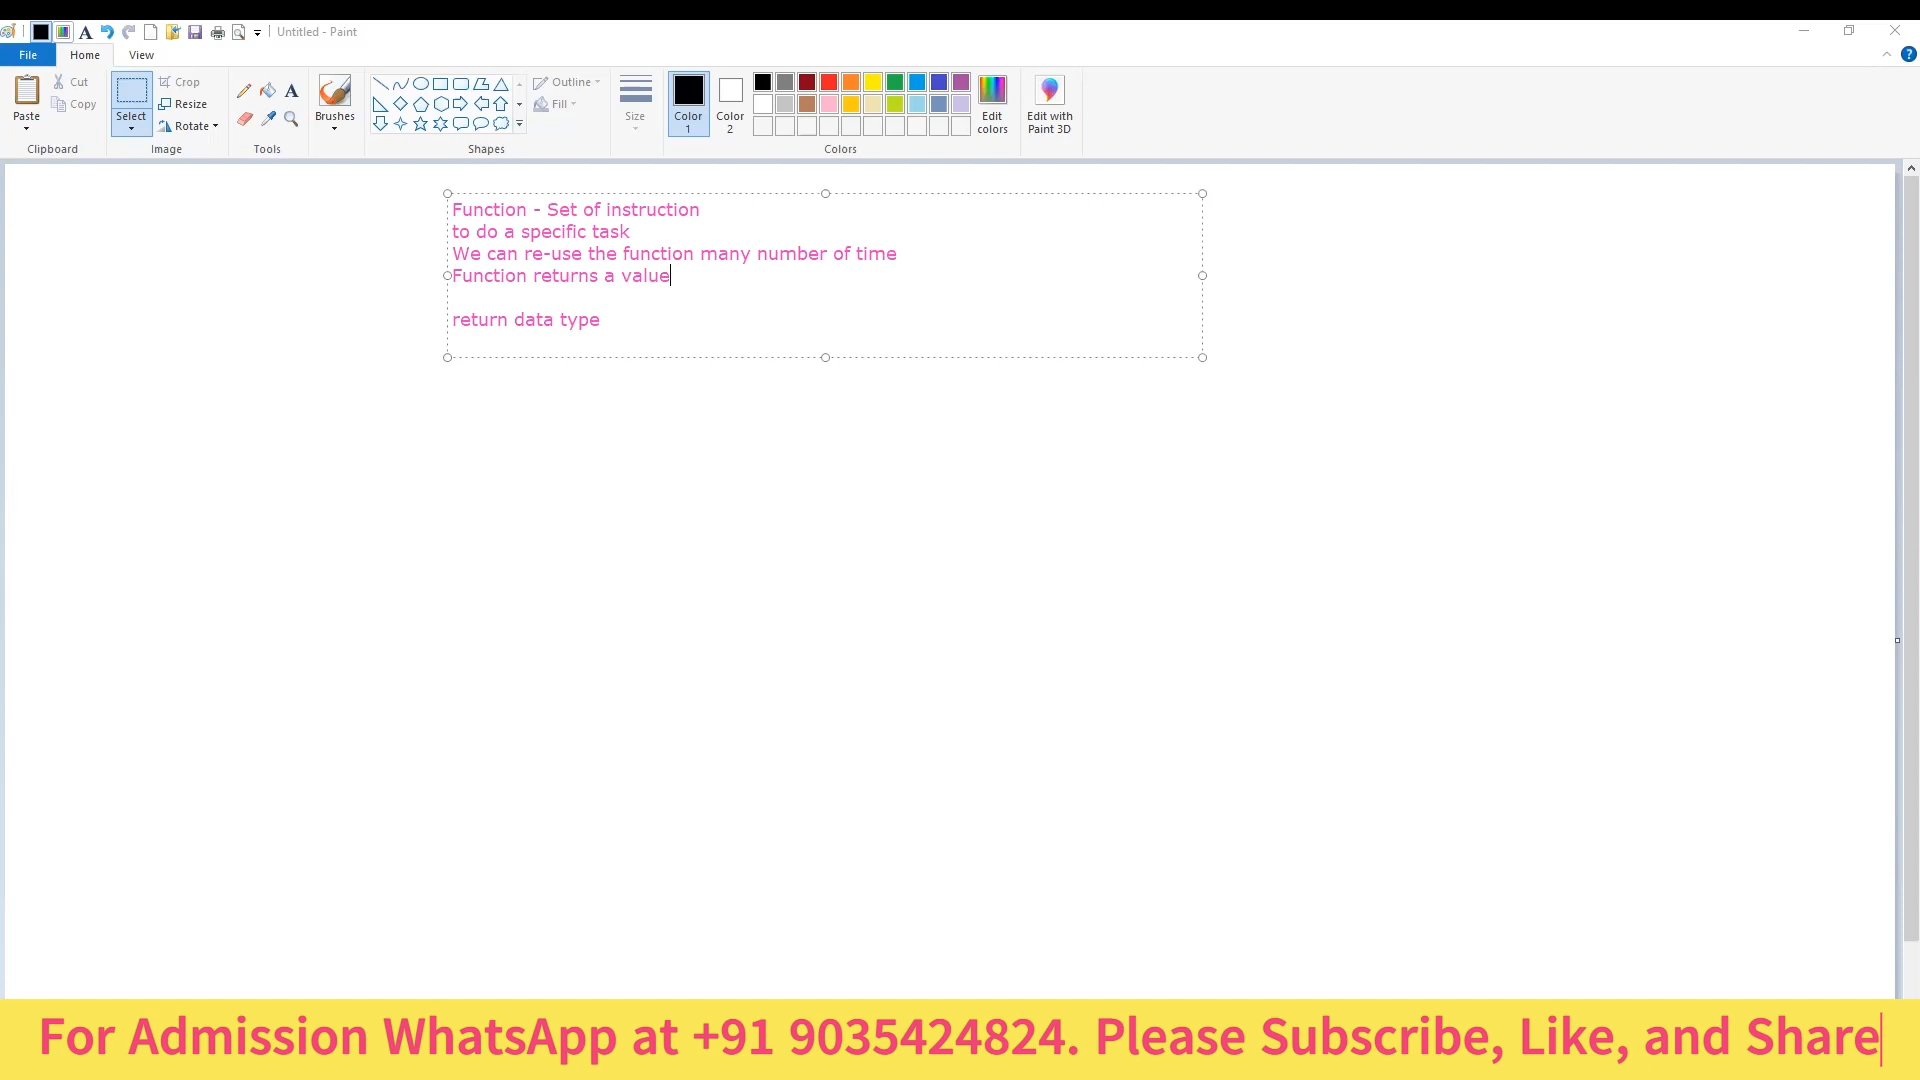 Untitled - Paint
File Home View
Paste
Cut
Copy
Clipboard
Select
Crop
Resize
Rotate
Image
Tools
Brushes
Shapes
Outline
Fill
Size
Color 1
Color 2
Colors
Edit colors
Edit with Paint 3D
Function - Set of instruction
to do a specific task
We can re-use the function many number of time
Function returns a value
return data type
For Admission WhatsApp at +91 9035424824. Please Subscribe, Like, and Share